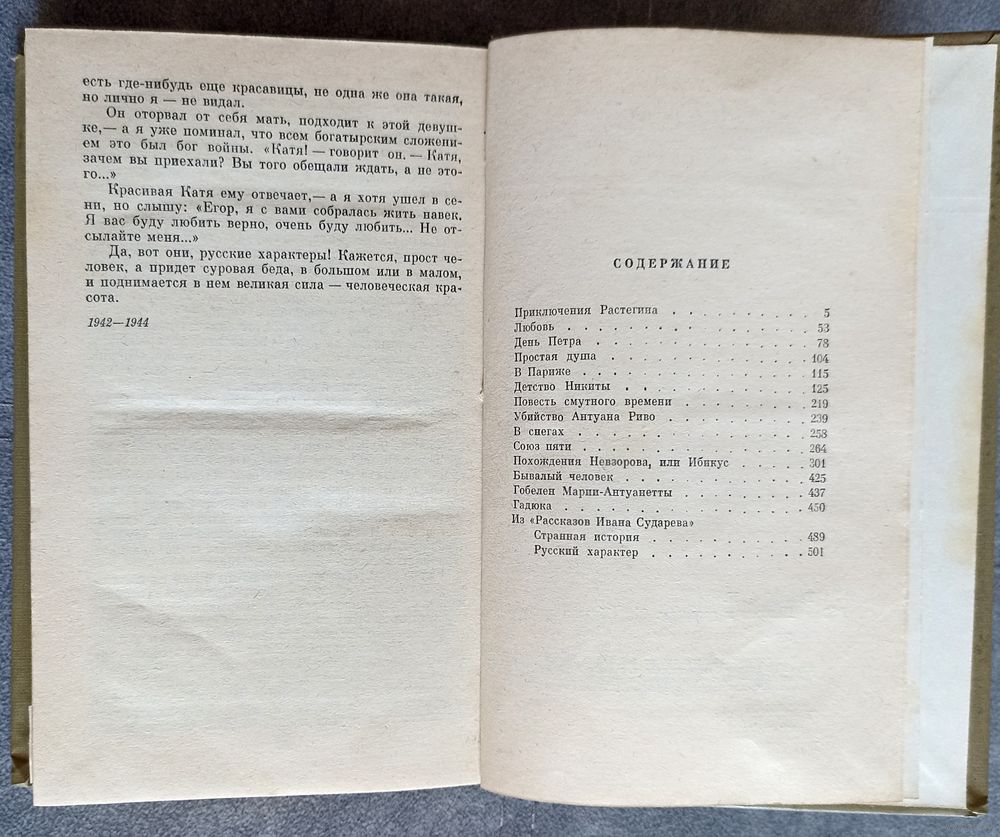 есть где-нибудь еще красавицы, не одна же она такая,
но лично я — не видал.
Он оторвал от себя мать, подходит к этой девуш-
ке,— а я уже поминал, что всем богатырским сложени-
ем это был бог войны. «Катя! — говорит он. — Катя,
зачем вы приехали? Вы того обещали ждать, а не это-
го...»
Красивая Катя ему отвечает,— а я хотя ушел в се-
ни, но слышу: «Егор, я с вами собралась жить навек.
Я вас буду любить верно, очень буду любить... Не от-
сылайте меня...»
Да, вот они, русские характеры! Кажется, прост че-
ловек, а придет суровая беда, в большом или в малом,
и поднимается в нем великая сила — человеческая кра-
сота.
1942—1944
СОДЕРЖАНИЕ
Приключения Растегина . . . . . . . . 5
Любовь . . . . . . . . . . . . . 53
День Петра . . . . . . . . . . . . 78
Простая душа . . . . . . . . . . . 104
В Париже . . . . . . . . . . . . 115
Детство Никиты . . . . . . . . . . 125
Повесть смутного времени . . . . . . . 219
Убийство Антуана Риво . . . . . . . . 239
В снегах . . . . . . . . . . . . 258
Союз пяти . . . . . . . . . . . . 264
Похождения Невзорова, или Ибикус . . . . 301
Бывалый человек . . . . . . . . . . 425
Гобелен Марии-Антуанетты . . . . . . . 437
Гадюка . . . . . . . . . . . . . 450
Из «Рассказов Ивана Сударева»
Странная история . . . . . . . . . 489
Русский характер . . . . . . . . . 501